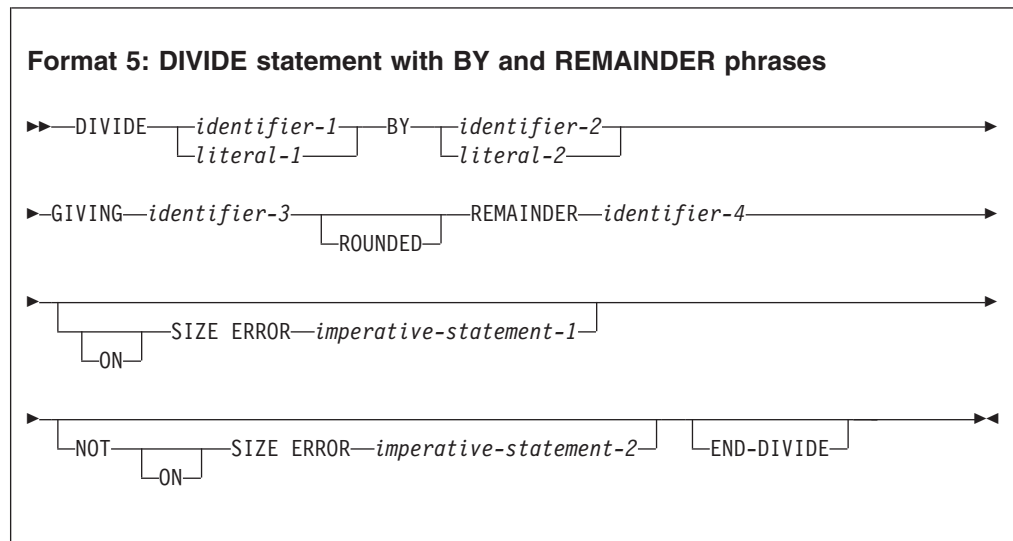 Format 5: DIVIDE statement with BY and REMAINDER phrases
DIVIDE identifier-1 BY identifier-2
literal-1 literal-2
GIVING identifier-3 REMAINDER identifier-4
ROUNDED
SIZE ERROR imperative-statement-1
ON
NOT SIZE ERROR imperative-statement-2 END-DIVIDE
ON